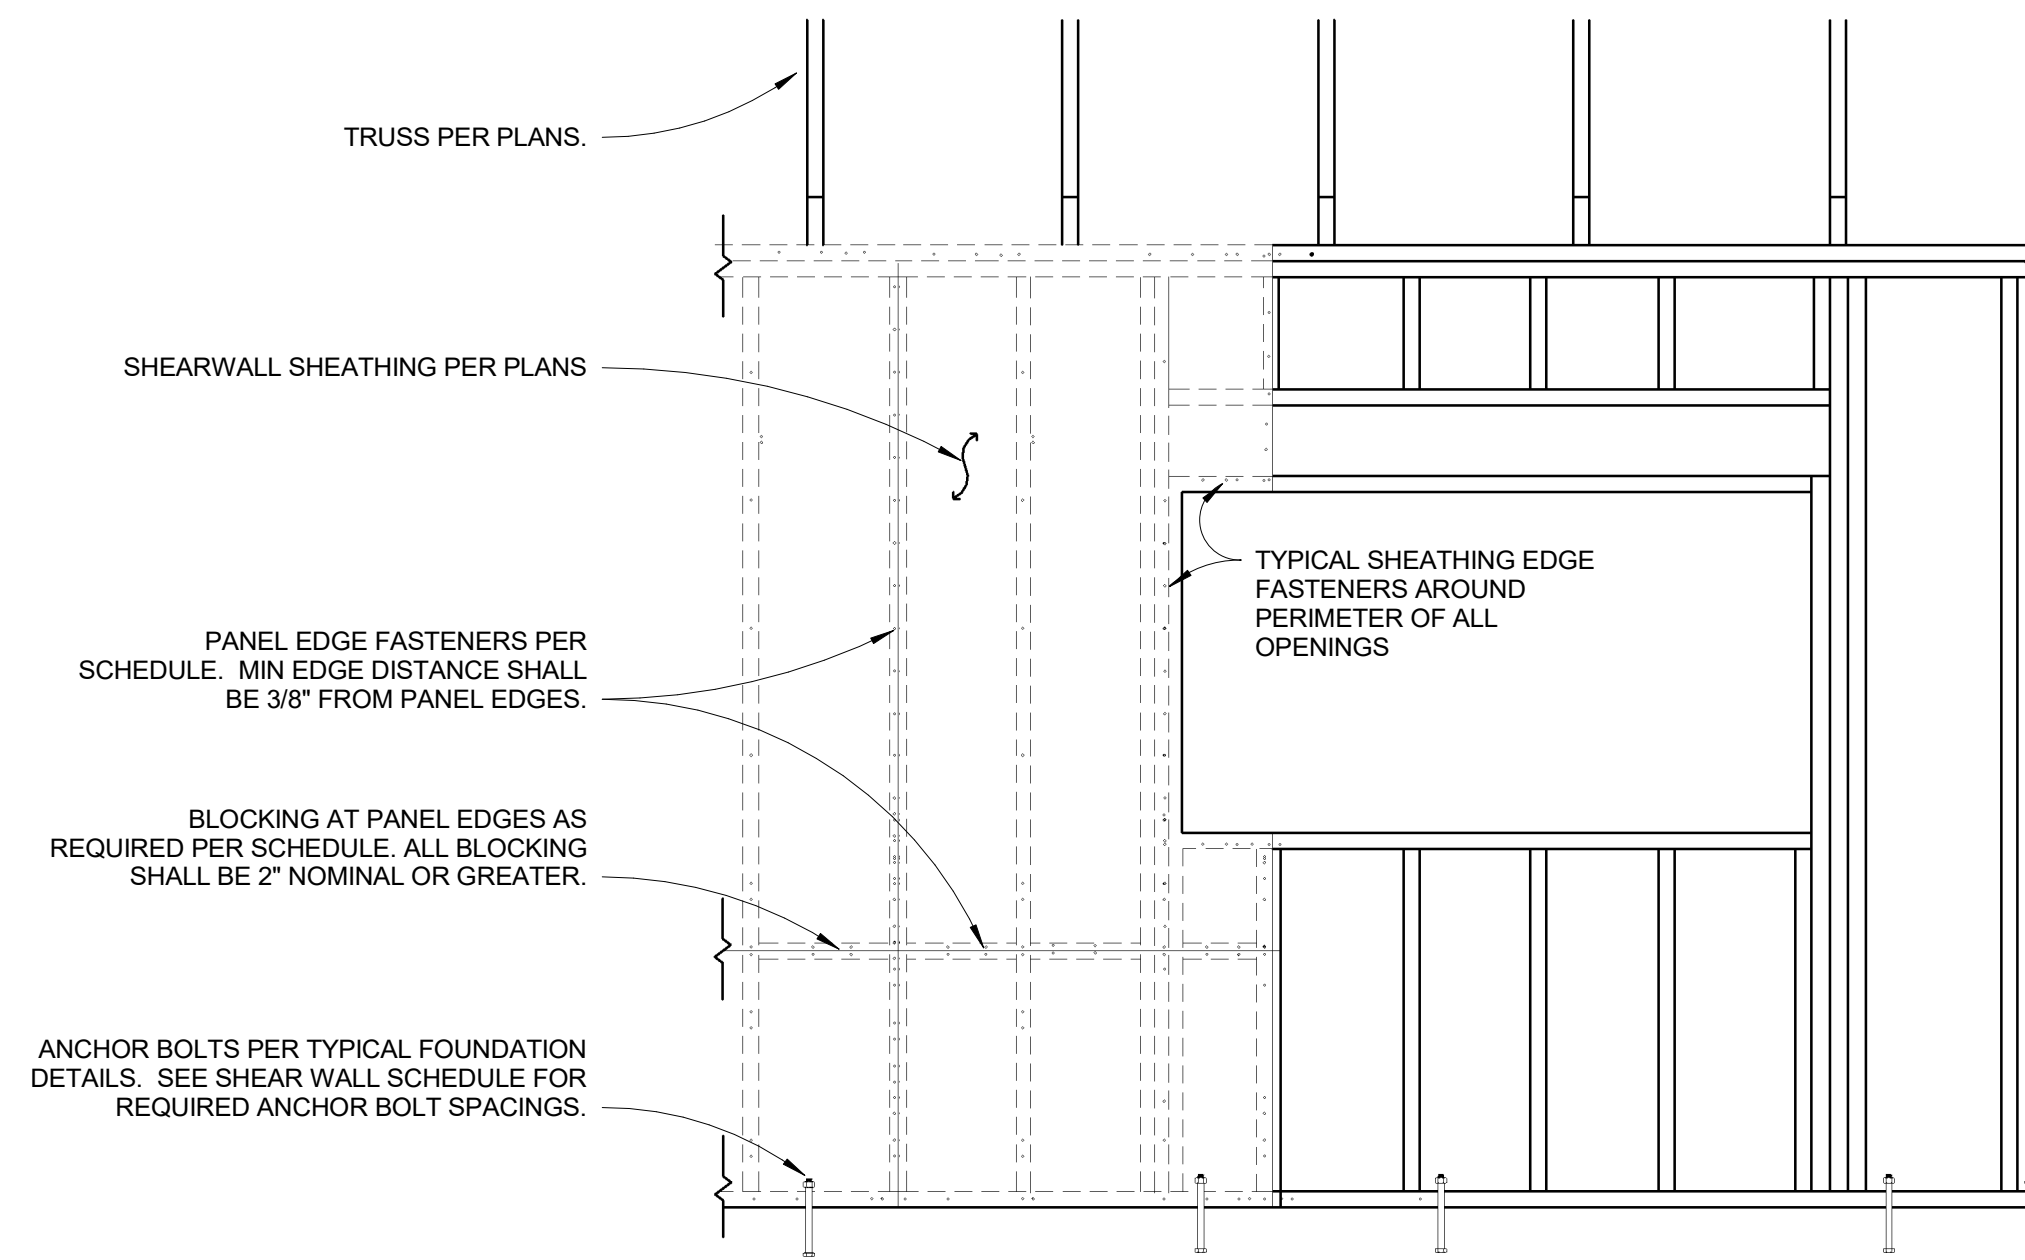 TRUSS PER PLANS.
SHEARWALL SHEATHING PER PLANS
TYPICAL SHEATHING EDGE
FASTENERS AROUND
PERIMETER OF ALL
OPENINGS
PANEL EDGE FASTENERS PER
SCHEDULE. MIN EDGE DISTANCE SHALL
BE 3/8" FROM PANEL EDGES.
BLOCKING AT PANEL EDGES AS
REQUIRED PER SCHEDULE. ALL BLOCKING
SHALL BE 2" NOMINAL OR GREATER.
ANCHOR BOLTS PER TYPICAL FOUNDATION
DETAILS. SEE SHEAR WALL SCHEDULE FOR
REQUIRED ANCHOR BOLT SPACINGS.